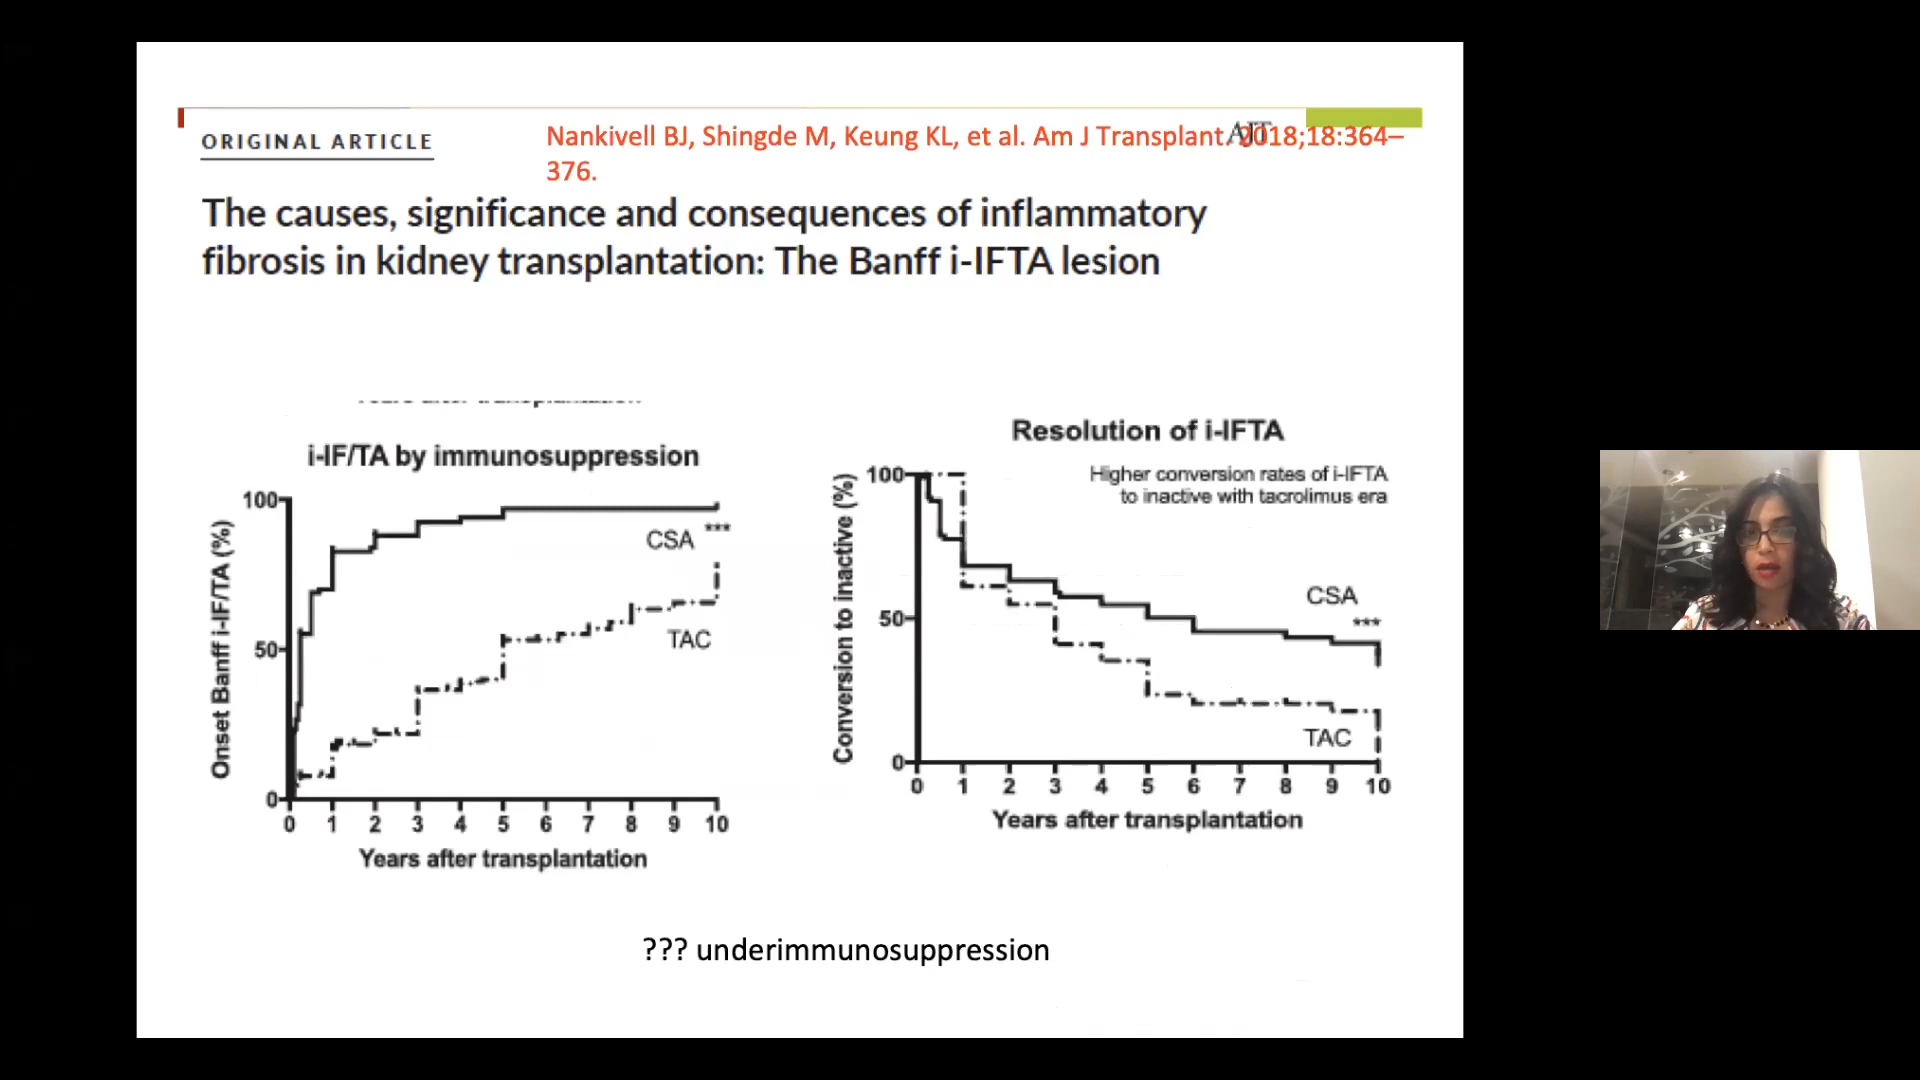 ORIGINAL ARTICLE
Nankivell BJ, Shingde M, Keung KL, et al. Am J Transplant. 2018;18:364–
376.
AJT
The causes, significance and consequences of inflammatory
fibrosis in kidney transplantation: The Banff i-IFTA lesion
i-IF/TA by immunosuppression
Onset Banff i-IF/TA (%)
100
50
0
CSA
***
TAC
0 1 2 3 4 5 6 7 8 9 10
Years after transplantation
Resolution of i-IFTA
Higher conversion rates of i-IFTA
to inactive with tacrolimus era
Conversion to inactive (%)
100
50
0
CSA
***
TAC
0 1 2 3 4 5 6 7 8 9 10
Years after transplantation
??? underimmunosuppression